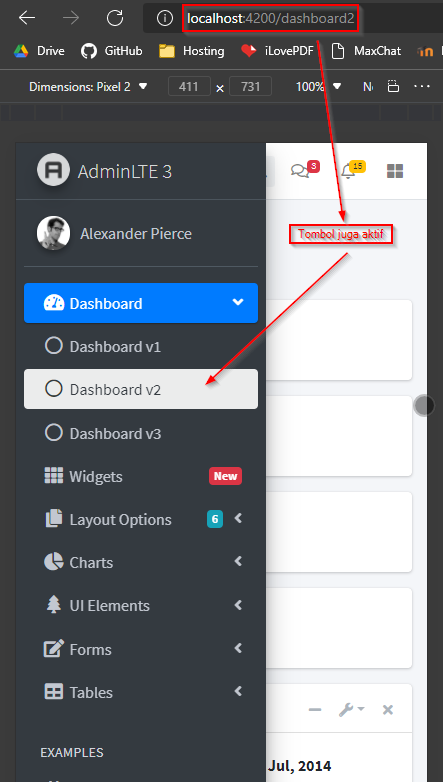 localhost:4200/dashboard2
Drive GitHub Hosting iLovePDF MaxChat in
Dimensions: Pixel 2 411 × 731 100%
AdminLTE 3 3 15
Alexander Pierce
Tombol juga aktif
Dashboard
Dashboard v1
Dashboard v2
Dashboard v3
Widgets New
Layout Options 6
Charts
UI Elements
Forms
Tables
EXAMPLES
Jul, 2014